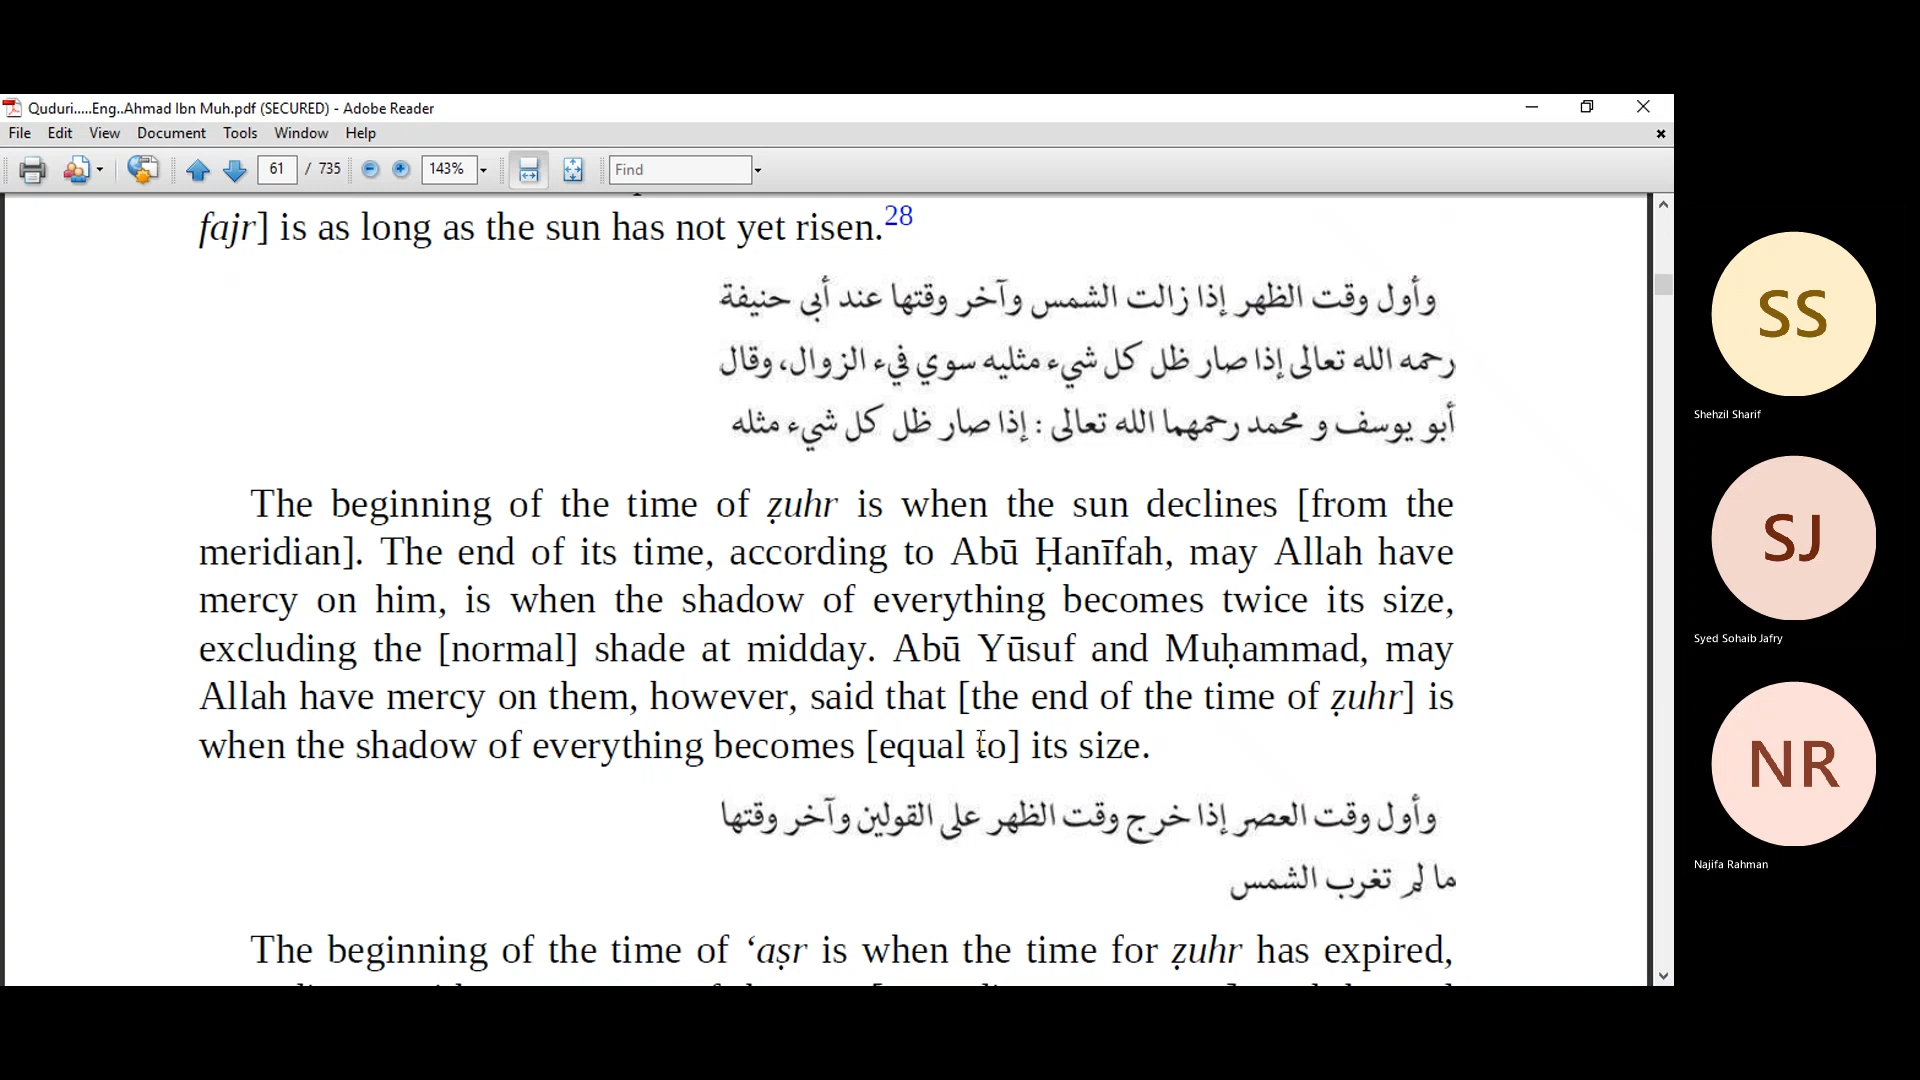 Quduri.....Eng..Ahmad Ibn Muh.pdf (SECURED) - Adobe Reader
File Edit View Document Tools Window Help
61 / 735 143% Find
fajr] is as long as the sun has not yet risen.28
وأول وقت الظهر إذا زالت الشمس وآخر وقتها عند أبي حنيفة
رحمه الله تعالى إذا صار ظل كل شيء مثليه سوي فيء الزوال، وقال
أبو يوسف و محمد رحمهما الله تعالى : إذا صار ظل كل شيء مثله
The beginning of the time of ẓuhr is when the sun declines [from the
meridian]. The end of its time, according to Abū Ḥanīfah, may Allah have
mercy on him, is when the shadow of everything becomes twice its size,
excluding the [normal] shade at midday. Abū Yūsuf and Muḥammad, may
Allah have mercy on them, however, said that [the end of the time of ẓuhr] is
when the shadow of everything becomes [equal to] its size.
وأول وقت العصر إذا خرج وقت الظهر على القولين وآخر وقتها
ما لم تغرب الشمس
The beginning of the time of ‘aṣr is when the time for ẓuhr has expired,
SS
Shehzil Sharif
SJ
Syed Sohaib Jafry
NR
Najifa Rahman